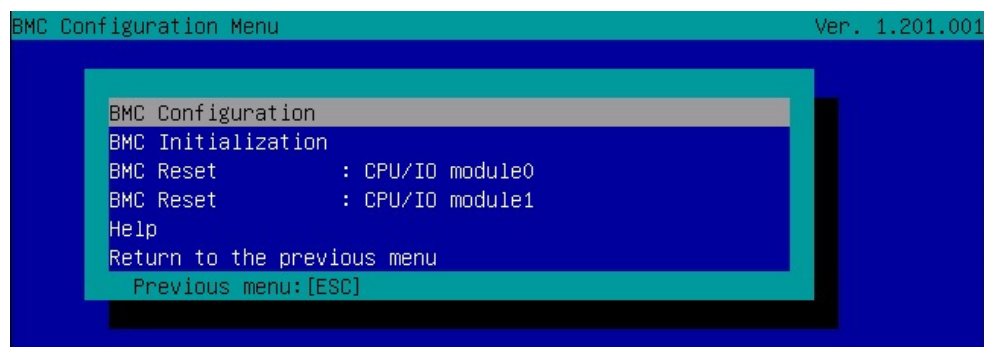 BMC Configuration Menu Ver. 1.201.001
BMC Configuration
BMC Initialization
BMC Reset : CPU/IO module0
BMC Reset : CPU/IO module1
Help
Return to the previous menu
Previous menu:[ESC]